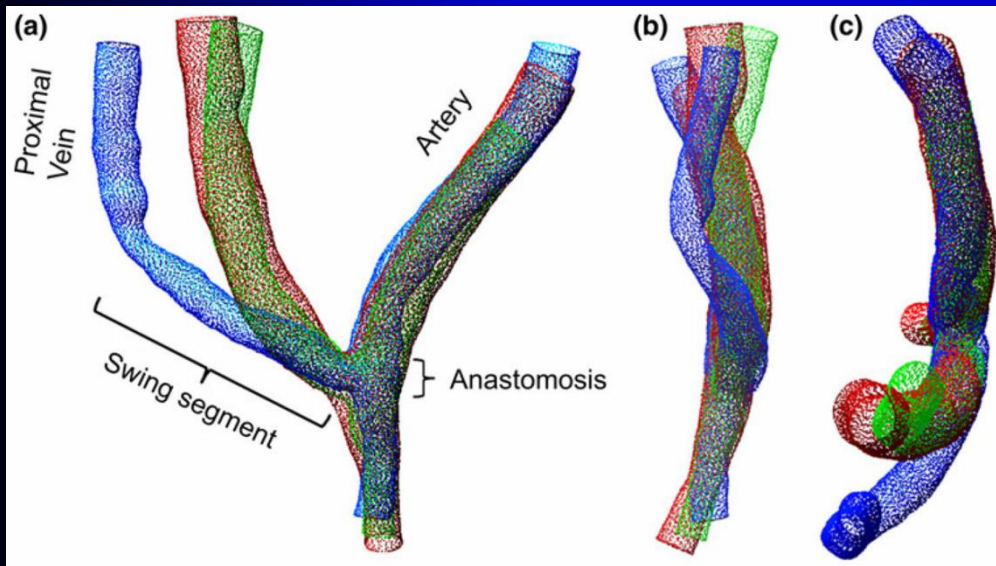 (a)
(b)
(c)
Proximal
Vein
Artery
Swing segment
Anastomosis